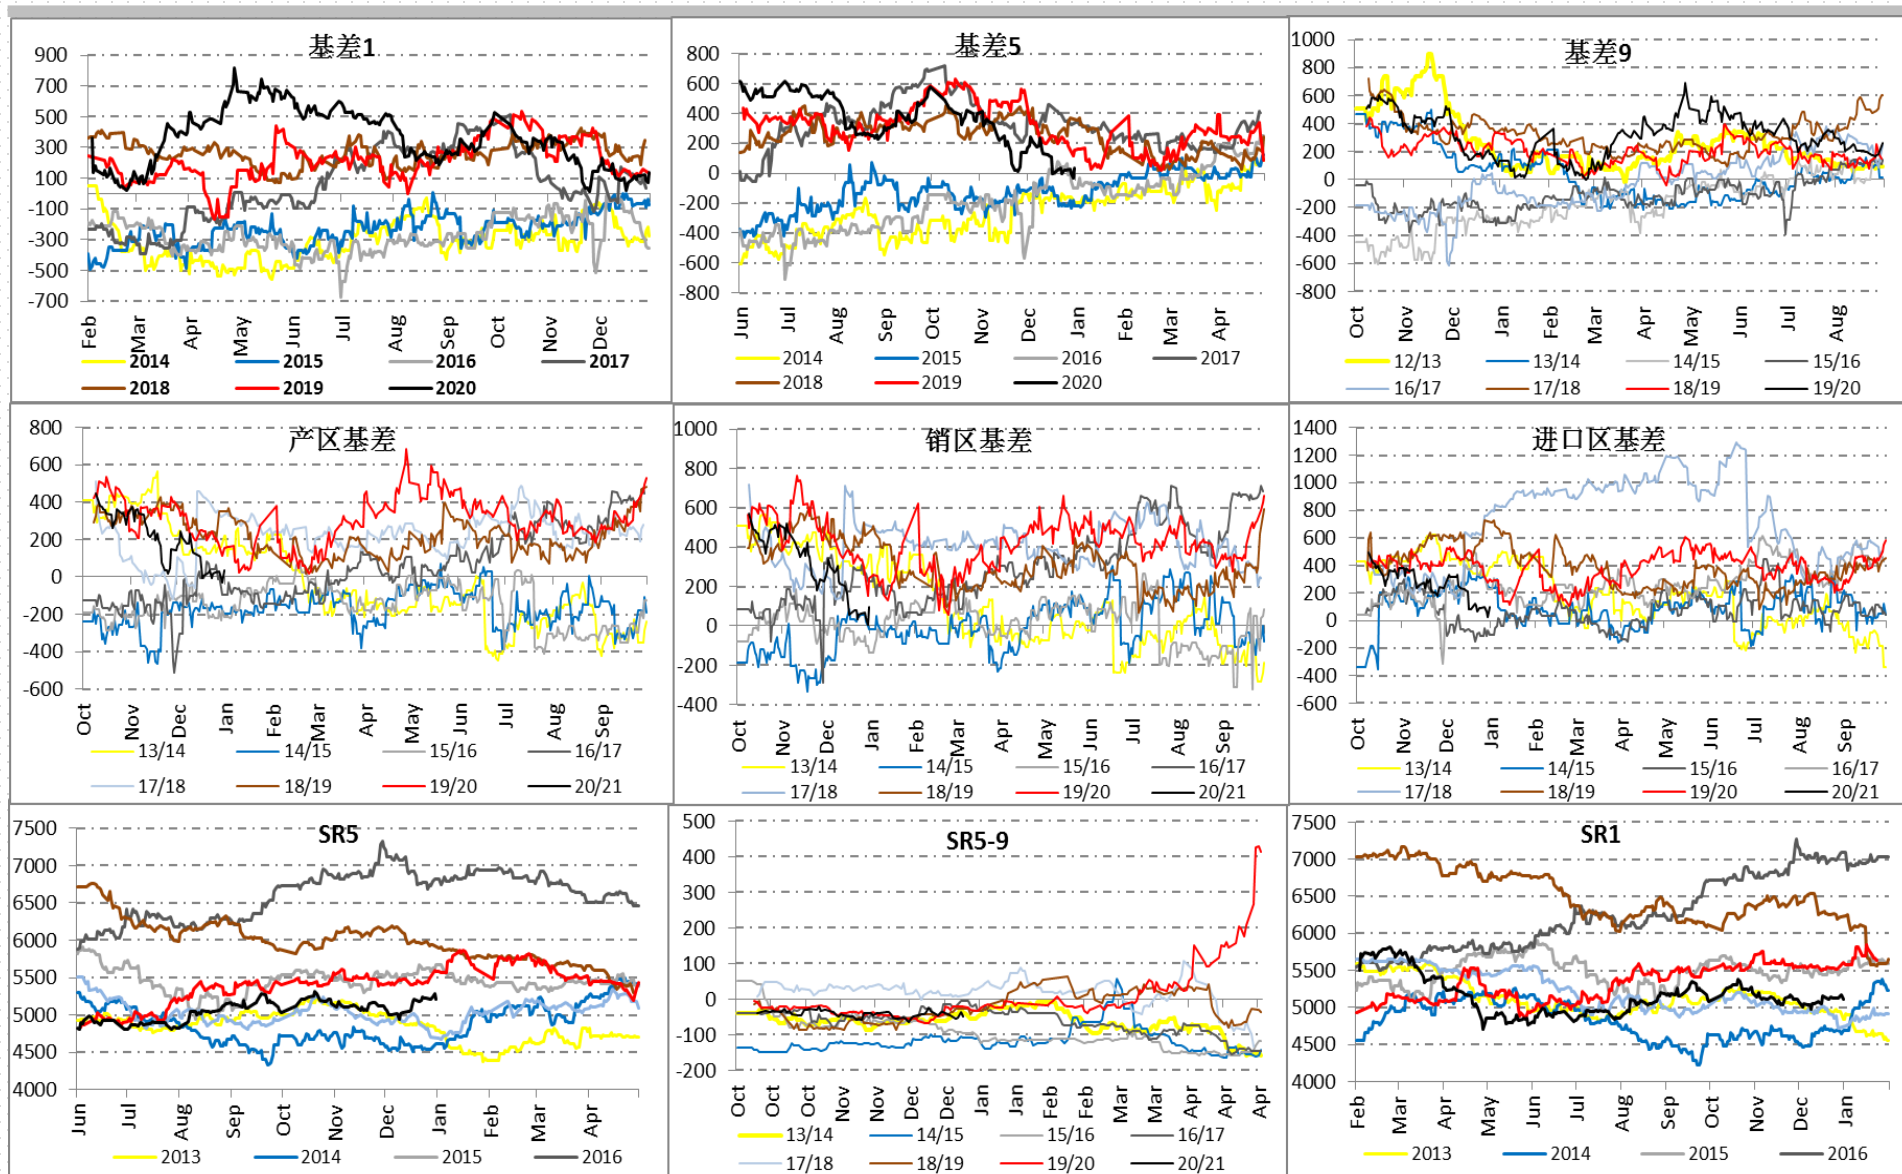 基差1
900
700
500
300
100
-100
-300
-500
-700
Feb Mar Apr May Jun Jul Aug Sep Oct Nov Dec
2014 2015 2016 2017
2018 2019 2020
基差5
800
600
400
200
0
-200
-400
-600
-800
Jun Jul Aug Sep Oct Nov Dec Jan Feb Mar Apr
2014 2015 2016 2017
2018 2019 2020
基差9
1000
800
600
400
200
0
-200
-400
-600
-800
Oct Nov Dec Jan Feb Mar Apr May Jun Jul Aug
12/13 13/14 14/15 15/16
16/17 17/18 18/19 19/20
产区基差
800
600
400
200
0
-200
-400
-600
Oct Nov Dec Jan Feb Mar Apr May Jun Jul Aug Sep
13/14 14/15 15/16 16/17
17/18 18/19 19/20 20/21
销区基差
1000
800
600
400
200
0
-200
-400
Oct Nov Dec Jan Feb Mar Apr May Jun Jul Aug Sep
13/14 14/15 15/16 16/17
17/18 18/19 19/20 20/21
进口区基差
1400
1200
1000
800
600
400
200
0
-200
-400
-600
Oct Nov Dec Jan Feb Mar Apr May Jun Jul Aug Sep
13/14 14/15 15/16 16/17
17/18 18/19 19/20 20/21
SR5
7500
7000
6500
6000
5500
5000
4500
4000
Jun Jul Aug Sep Oct Nov Dec Jan Feb Mar Apr
2013 2014 2015 2016
SR5-9
500
400
300
200
100
0
-100
-200
Oct Oct Nov Nov Nov Dec Dec Jan Jan Feb Feb Mar Mar Apr Apr Apr
13/14 14/15 15/16 16/17
17/18 18/19 19/20 20/21
SR1
7500
7000
6500
6000
5500
5000
4500
4000
Feb Mar Apr May Jun Jul Aug Sep Oct Nov Dec Jan
2013 2014 2015 2016